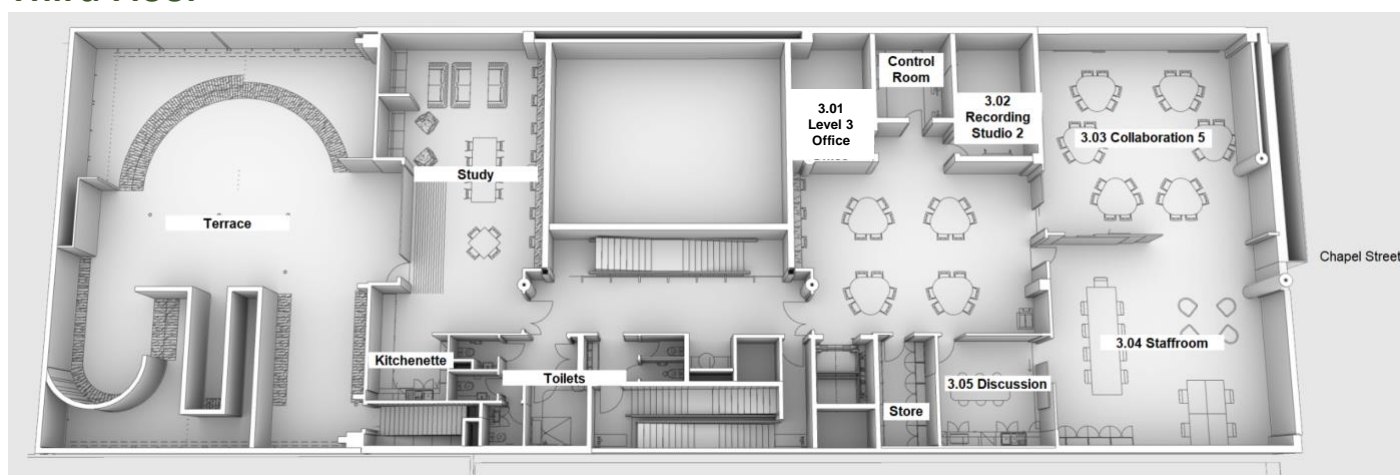 Third Floor
Control
Room
3.01
Level 3
Office
3.02
Recording
Studio 2
3.03 Collaboration 5
Study
Terrace
Chapel Street
3.04 Staffroom
Kitchenette
Toilets
3.05 Discussion
Store